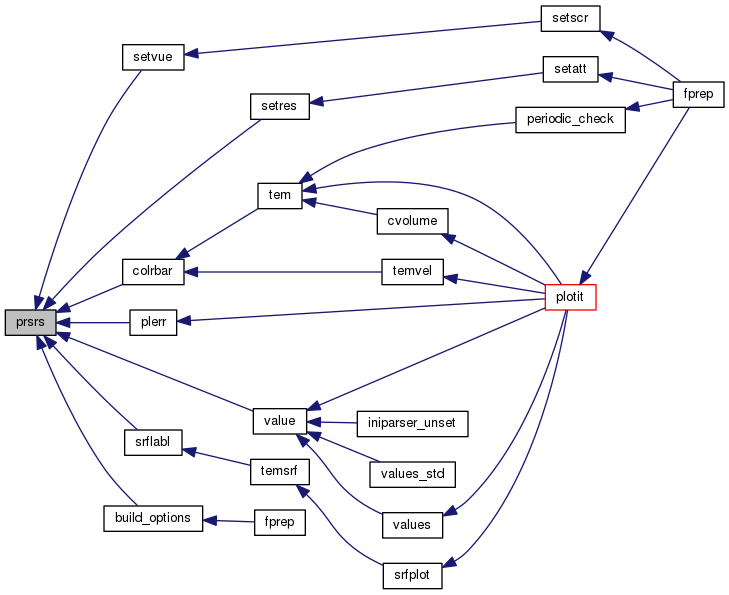 setscr
setvue
setatt
fprep
setres
periodic_check
tem
cvolume
colrbar
temvel
plotit
prsrs
plerr
value
iniparser_unset
srflabl
temsrf
values_std
build_options
fprep
values
srfplot